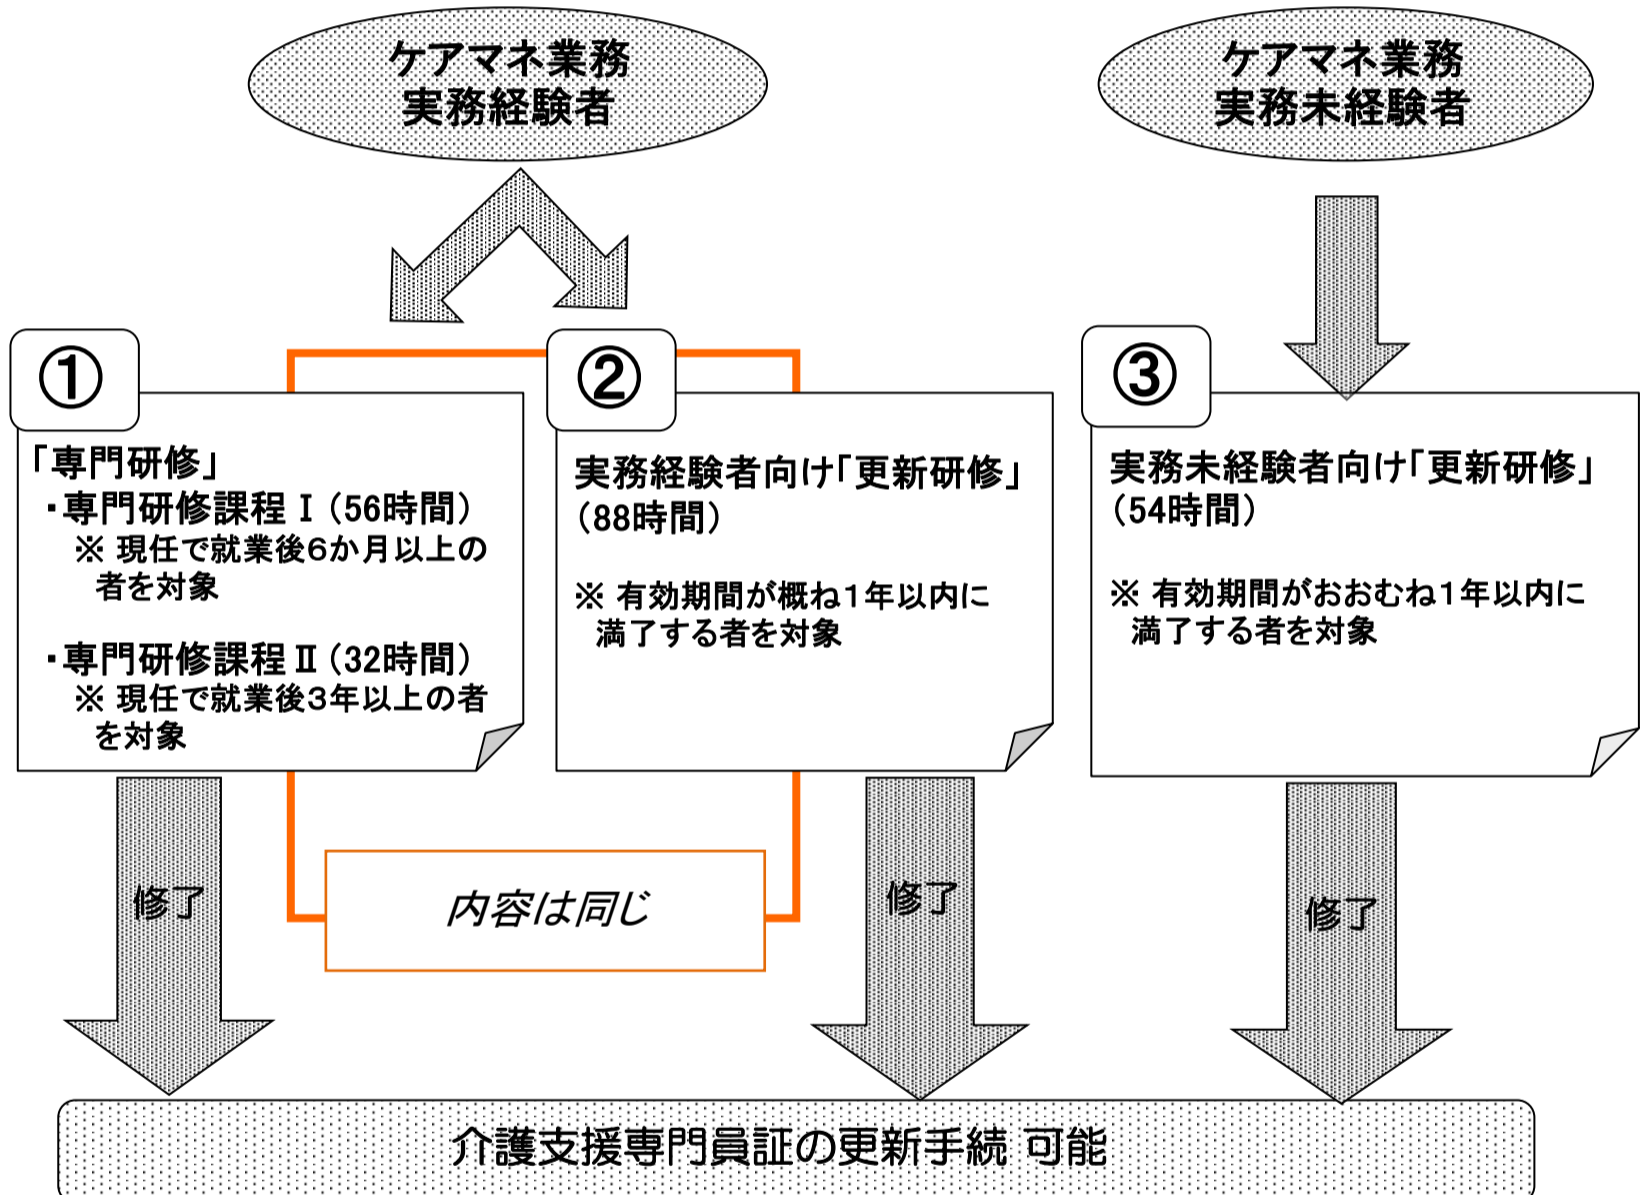 ケアマネ業務
実務経験者
ケアマネ業務
実務未経験者
①
「専門研修」
・専門研修課程Ⅰ(56時間)
※ 現任で就業後6か月以上の
者を対象
・専門研修課程Ⅱ(32時間)
※ 現任で就業後3年以上の者
を対象
②
実務経験者向け「更新研修」
(88時間)
※ 有効期間が概ね1年以内に
満了する者を対象
③
実務未経験者向け「更新研修」
(54時間)
※ 有効期間がおおむね1年以内に
満了する者を対象
修了
内容は同じ
修了
修了
介護支援専門員証の更新手続 可能